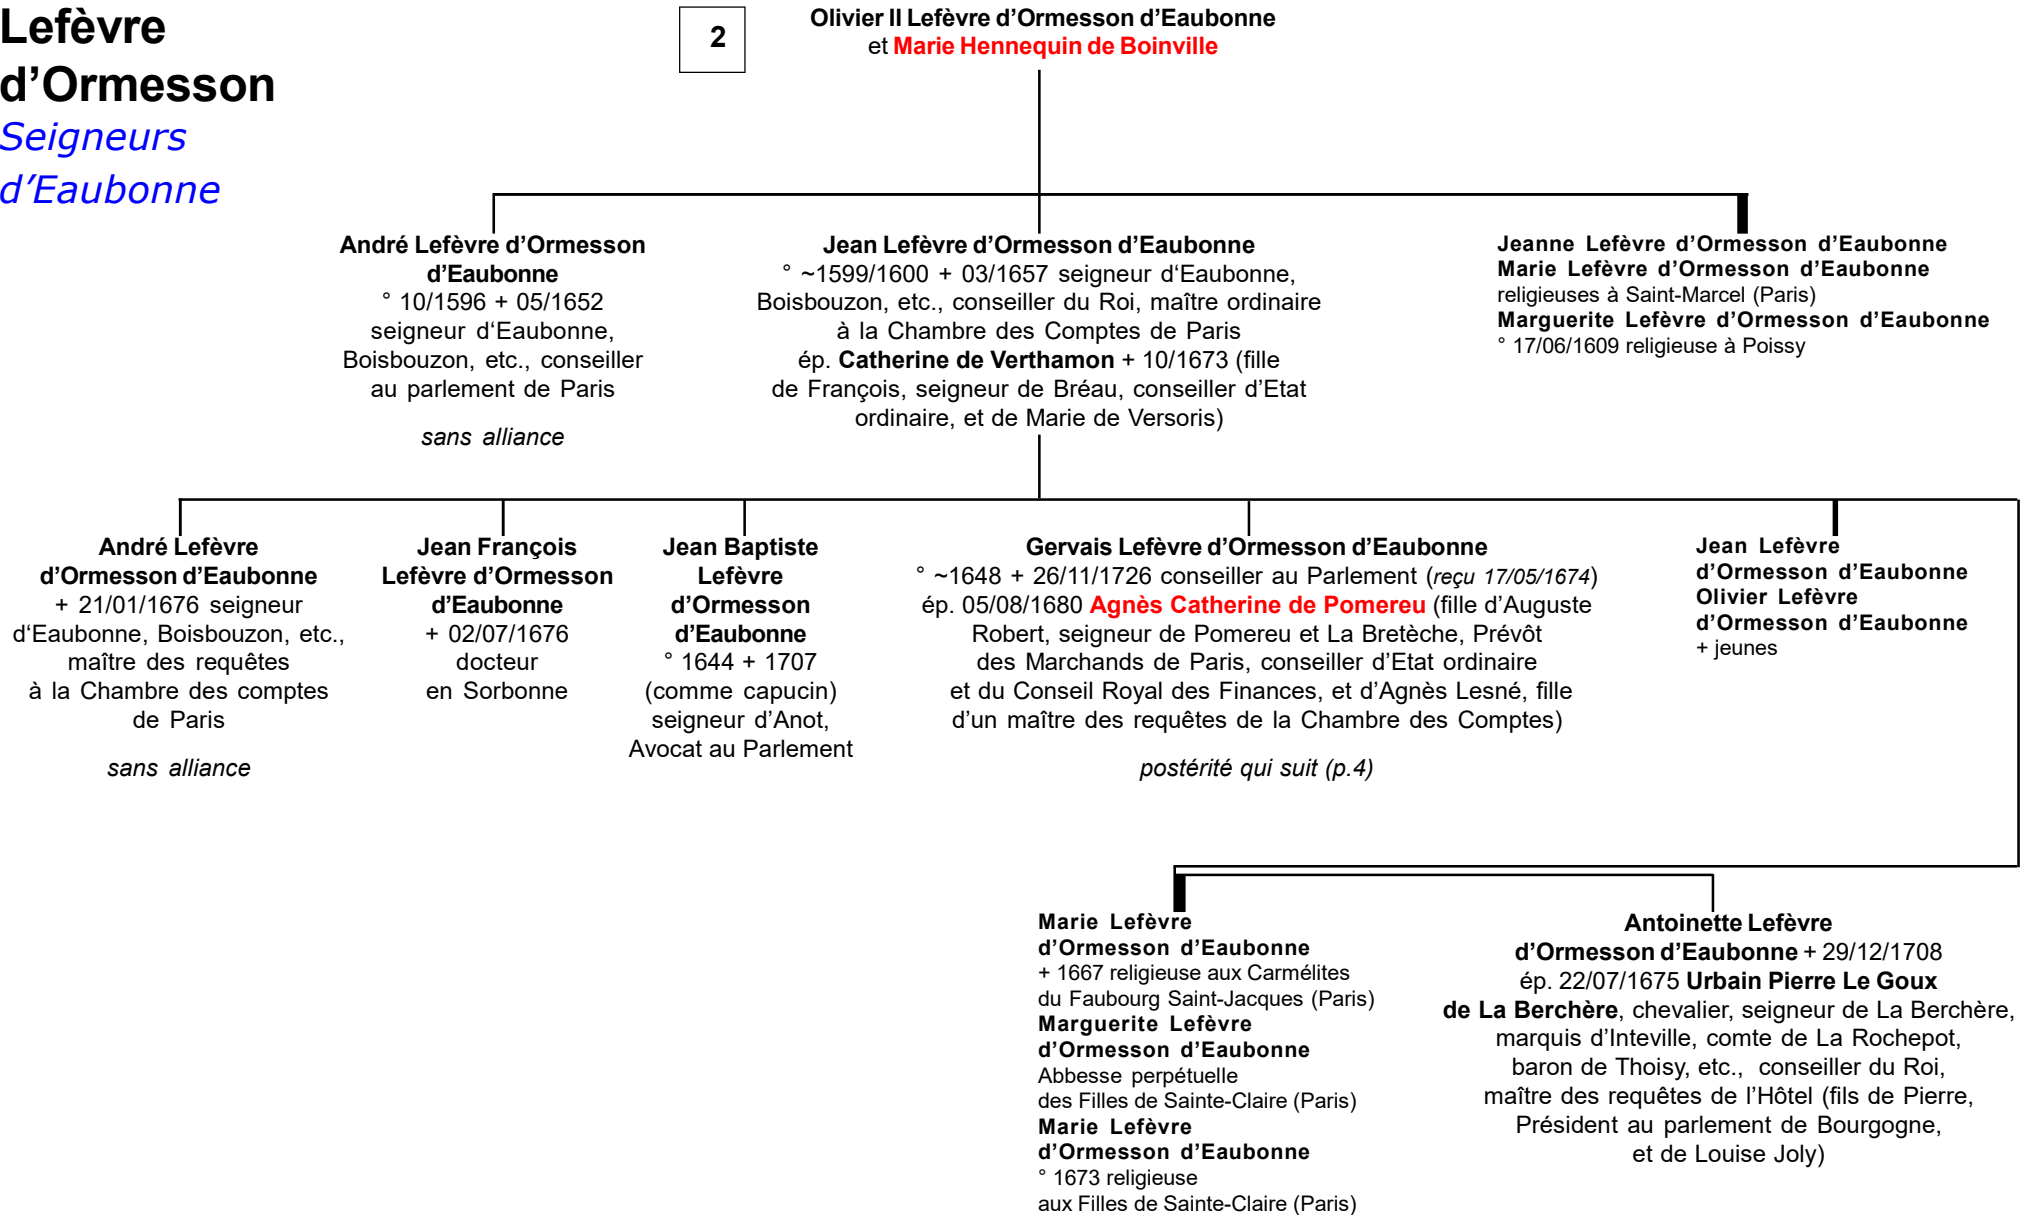 Lefèvre
d’Ormesson
Seigneurs
d’Eaubonne
2
Olivier II Lefèvre d’Ormesson d’Eaubonne
et Marie Hennequin de Boinville
André Lefèvre d’Ormesson
d’Eaubonne
° 10/1596 + 05/1652
seigneur d‘Eaubonne,
Boisbouzon, etc., conseiller
au parlement de Paris
sans alliance
Jean Lefèvre d’Ormesson d’Eaubonne
° ~1599/1600 + 03/1657 seigneur d‘Eaubonne,
Boisbouzon, etc., conseiller du Roi, maître ordinaire
à la Chambre des Comptes de Paris
ép. Catherine de Verthamon + 10/1673 (fille
de François, seigneur de Bréau, conseiller d’Etat
ordinaire, et de Marie de Versoris)
Jeanne Lefèvre d’Ormesson d’Eaubonne
Marie Lefèvre d’Ormesson d’Eaubonne
religieuses à Saint-Marcel (Paris)
Marguerite Lefèvre d’Ormesson d’Eaubonne
° 17/06/1609 religieuse à Poissy
André Lefèvre
d’Ormesson d’Eaubonne
+ 21/01/1676 seigneur
d‘Eaubonne, Boisbouzon, etc.,
maître des requêtes
à la Chambre des comptes
de Paris
sans alliance
Jean François
Lefèvre d’Ormesson
d’Eaubonne
+ 02/07/1676
docteur
en Sorbonne
Jean Baptiste
Lefèvre
d’Ormesson
d’Eaubonne
° 1644 + 1707
(comme capucin)
seigneur d’Anot,
Avocat au Parlement
Gervais Lefèvre d’Ormesson d’Eaubonne
° ~1648 + 26/11/1726 conseiller au Parlement (reçu 17/05/1674)
ép. 05/08/1680 Agnès Catherine de Pomereu (fille d’Auguste
Robert, seigneur de Pomereu et La Bretèche, Prévôt
des Marchands de Paris, conseiller d’Etat ordinaire
et du Conseil Royal des Finances, et d’Agnès Lesné, fille
d’un maître des requêtes de la Chambre des Comptes)
postérité qui suit (p.4)
Jean Lefèvre
d’Ormesson d’Eaubonne
Olivier Lefèvre
d’Ormesson d’Eaubonne
+ jeunes
Marie Lefèvre
d’Ormesson d’Eaubonne
+ 1667 religieuse aux Carmélites
du Faubourg Saint-Jacques (Paris)
Marguerite Lefèvre
d’Ormesson d’Eaubonne
Abbesse perpétuelle
des Filles de Sainte-Claire (Paris)
Marie Lefèvre
d’Ormesson d’Eaubonne
° 1673 religieuse
aux Filles de Sainte-Claire (Paris)
Antoinette Lefèvre
d’Ormesson d’Eaubonne + 29/12/1708
ép. 22/07/1675 Urbain Pierre Le Goux
de La Berchère, chevalier, seigneur de La Berchère,
marquis d’Inteville, comte de La Rochepot,
baron de Thoisy, etc., conseiller du Roi,
maître des requêtes de l’Hôtel (fils de Pierre,
Président au parlement de Bourgogne,
et de Louise Joly)